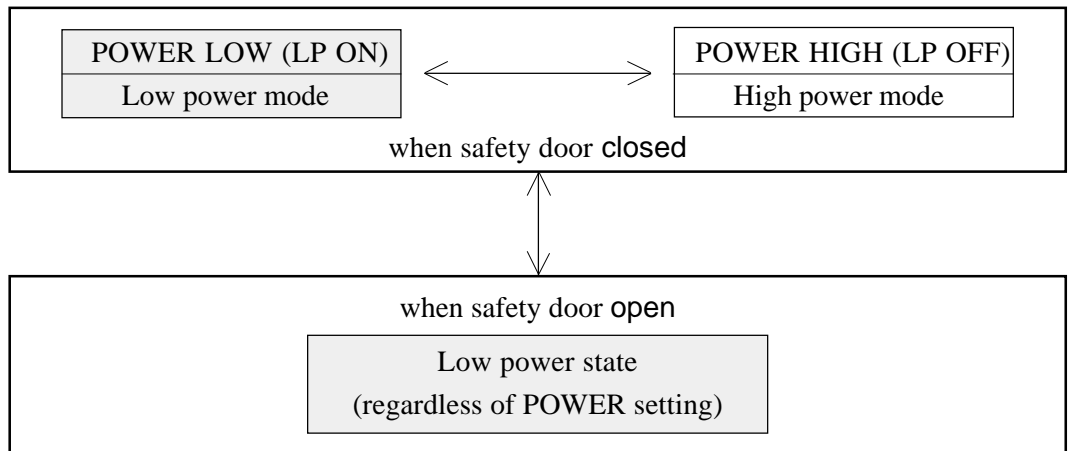 POWER LOW (LP ON)
Low power mode
POWER HIGH (LP OFF)
High power mode
when safety door closed
when safety door open
Low power state
(regardless of POWER setting)